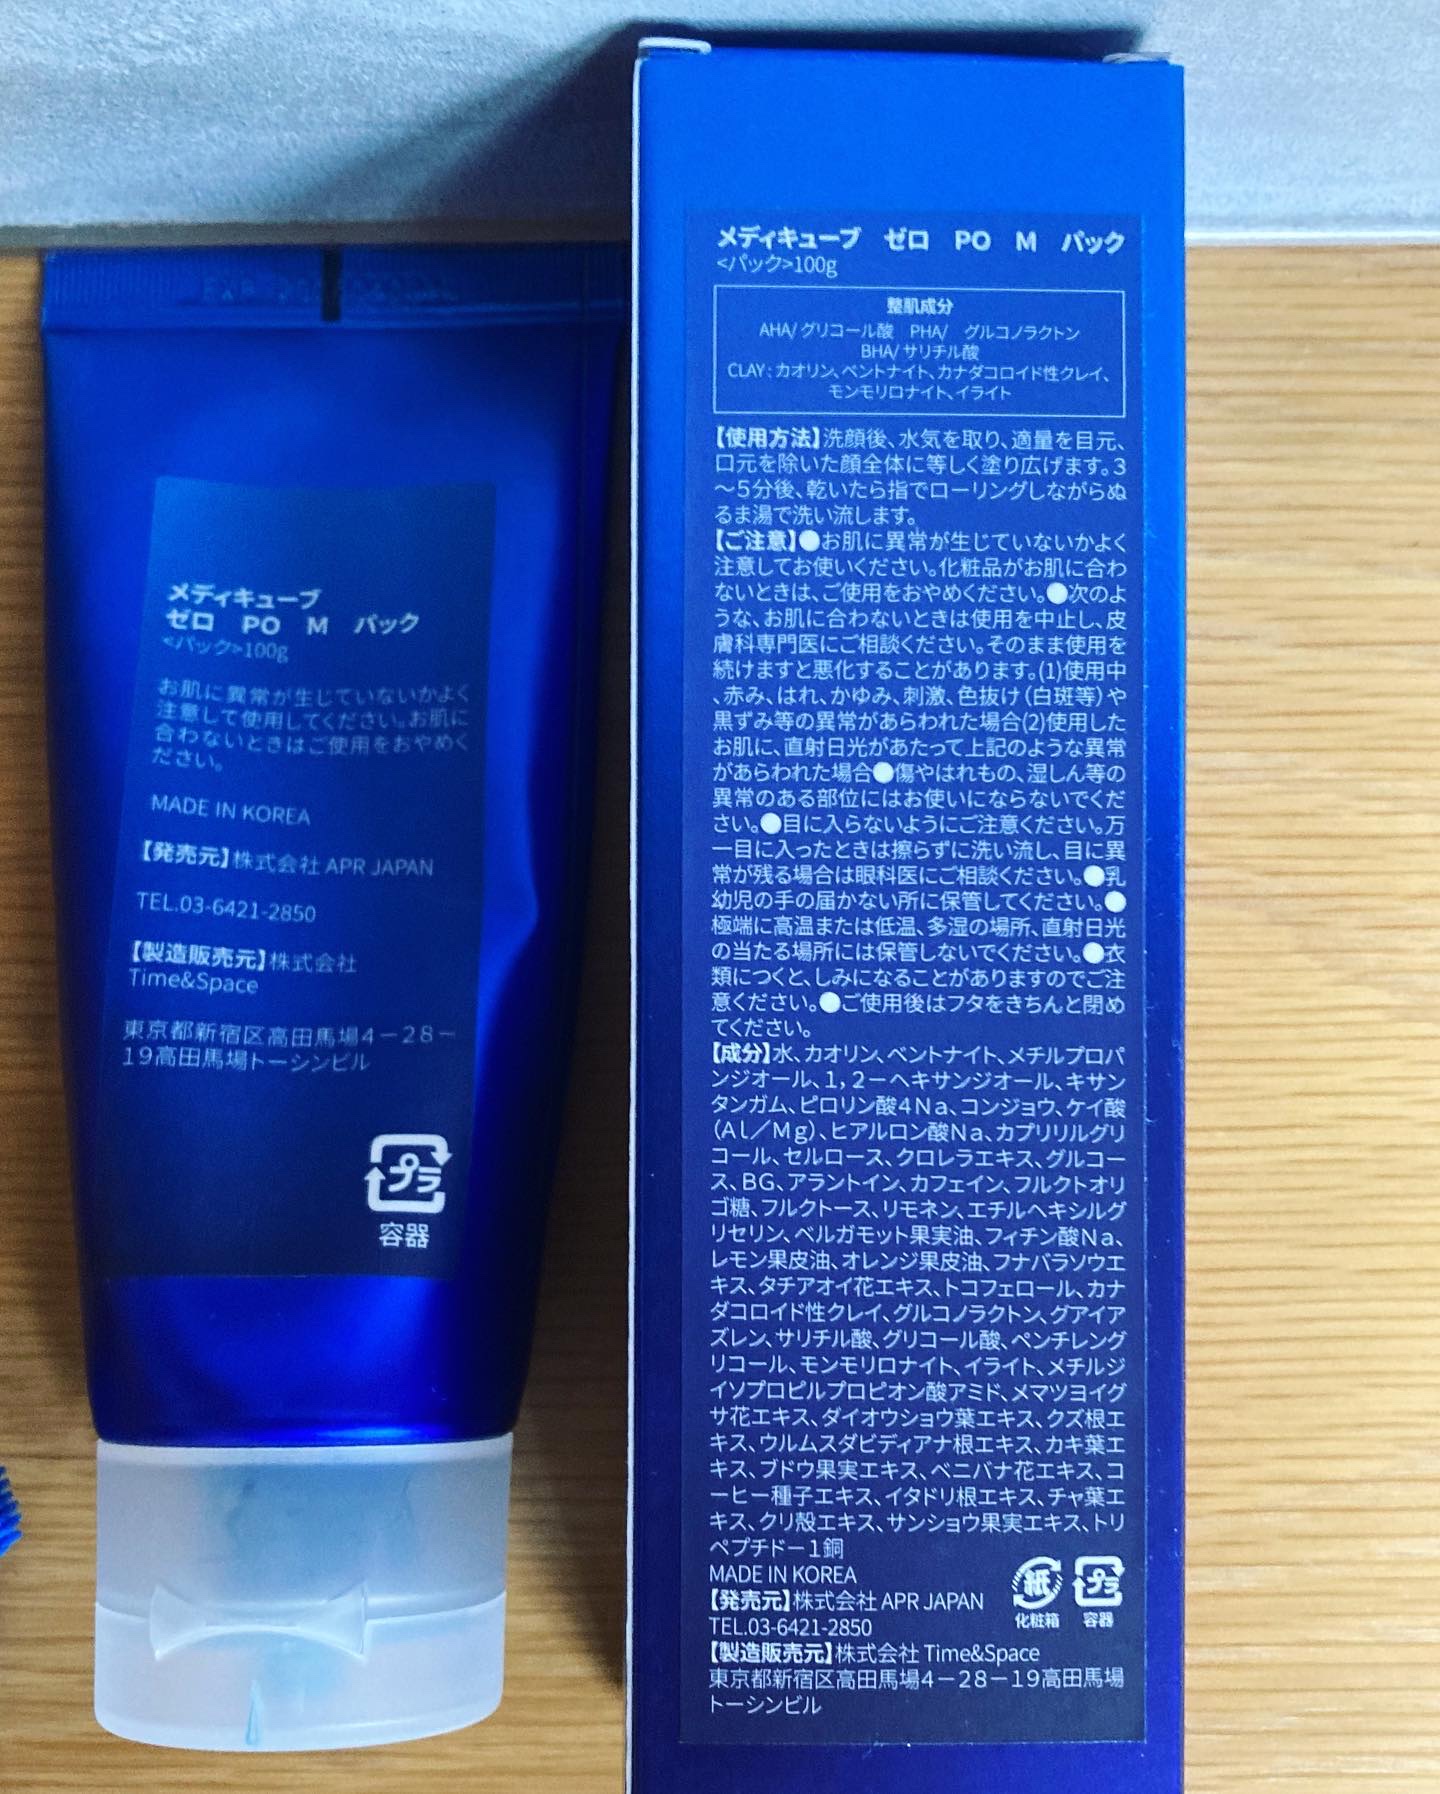 メディキューブ
ゼロ PO M パック
<パック>100g
お肌に異常が生じていないかよく
注意して使用してください。お肌に
合わないときはご使用をおやめく
ださい。
MADE IN KOREA
【発売元】株式会社 APR JAPAN
TEL.03-6421-2850
【製造販売元】株式会社
Time&Space
東京都新宿区高田馬場4－28－
19高田馬場トーシンビル
プラ
容器
メディキューブ ゼロ PO M パック
<パック>100g
整肌成分
AHA/グリコール酸 PHA/ グルコノラクトン
BHA/サリチル酸
CLAY:カオリン、ベントナイト、カナダコロイド性クレイ、
モンモリロナイト、イライト
【使用方法】洗顔後、水気を取り、適量を目元、
口元を除いた顔全体に等しく塗り広げます。3
～5分後、乾いたら指でローリングしながらぬ
るま湯で洗い流します。
【ご注意】●お肌に異常が生じていないかよく
注意してお使いください。化粧品がお肌に合わ
ないときは、ご使用をおやめください。●次のよ
うな、お肌に合わないときは使用を中止し、皮
膚科専門医にご相談ください。そのまま使用を
続けますと悪化することがあります。(1)使用中
、赤み、はれ、かゆみ、刺激、色抜け（白斑等）や
黒ずみ等の異常があらわれた場合(2)使用した
お肌に、直射日光があたって上記のような異常
があらわれた場合●傷やはれもの、湿しん等の
異常のある部位にはお使いにならないでくだ
さい。●目に入らないようにご注意ください。万
一目に入ったときは擦らずに洗い流し、目に異
常が残る場合は眼科医にご相談ください。●乳
幼児の手の届かない所に保管してください。●
極端に高温または低温、多湿の場所、直射日光
の当たる場所には保管しないでください。●衣
類につくと、しみになることがありますのでご注
意ください。●ご使用後はフタをきちんと閉め
てください。
【成分】水、カオリン、ベントナイト、メチルプロパ
ンジオール、1，2－ヘキサンジオール、キサン
タンガム、ピロリン酸4Na、コンジョウ、ケイ酸
（Al／Mg）、ヒアルロン酸Na、カプリリルグリ
コール、セルロース、クロレラエキス、グルコー
ス、BG、アラントイン、カフェイン、フルクトオリ
ゴ糖、フルクトース、リモネン、エチルヘキシルグ
リセリン、ベルガモット果実油、フィチン酸Na、
レモン果皮油、オレンジ果皮油、フナバラソウエ
キス、タチアオイ花エキス、トコフェロール、カナ
ダコロイド性クレイ、グルコノラクトン、グアイア
ズレン、サリチル酸、グリコール酸、ペンチレング
リコール、モンモリロナイト、イライト、メチルジ
イソプロピルプロピオン酸アミド、メマツヨイグ
サ花エキス、ダイオウショウ葉エキス、クズ根エ
キス、ウルムスダビディアナ根エキス、カキ葉エ
キス、ブドウ果実エキス、ベニバナ花エキス、コ
ーヒー種子エキス、イタドリ根エキス、チャ葉エ
キス、クリ殻エキス、サンショウ果実エキス、トリ
ペプチド－1銅
MADE IN KOREA
【発売元】株式会社 APR JAPAN
TEL.03-6421-2850
紙
化粧箱
プラ
容器
【製造販売元】株式会社 Time&Space
東京都新宿区高田馬場4－28－19高田馬場
トーシンビル